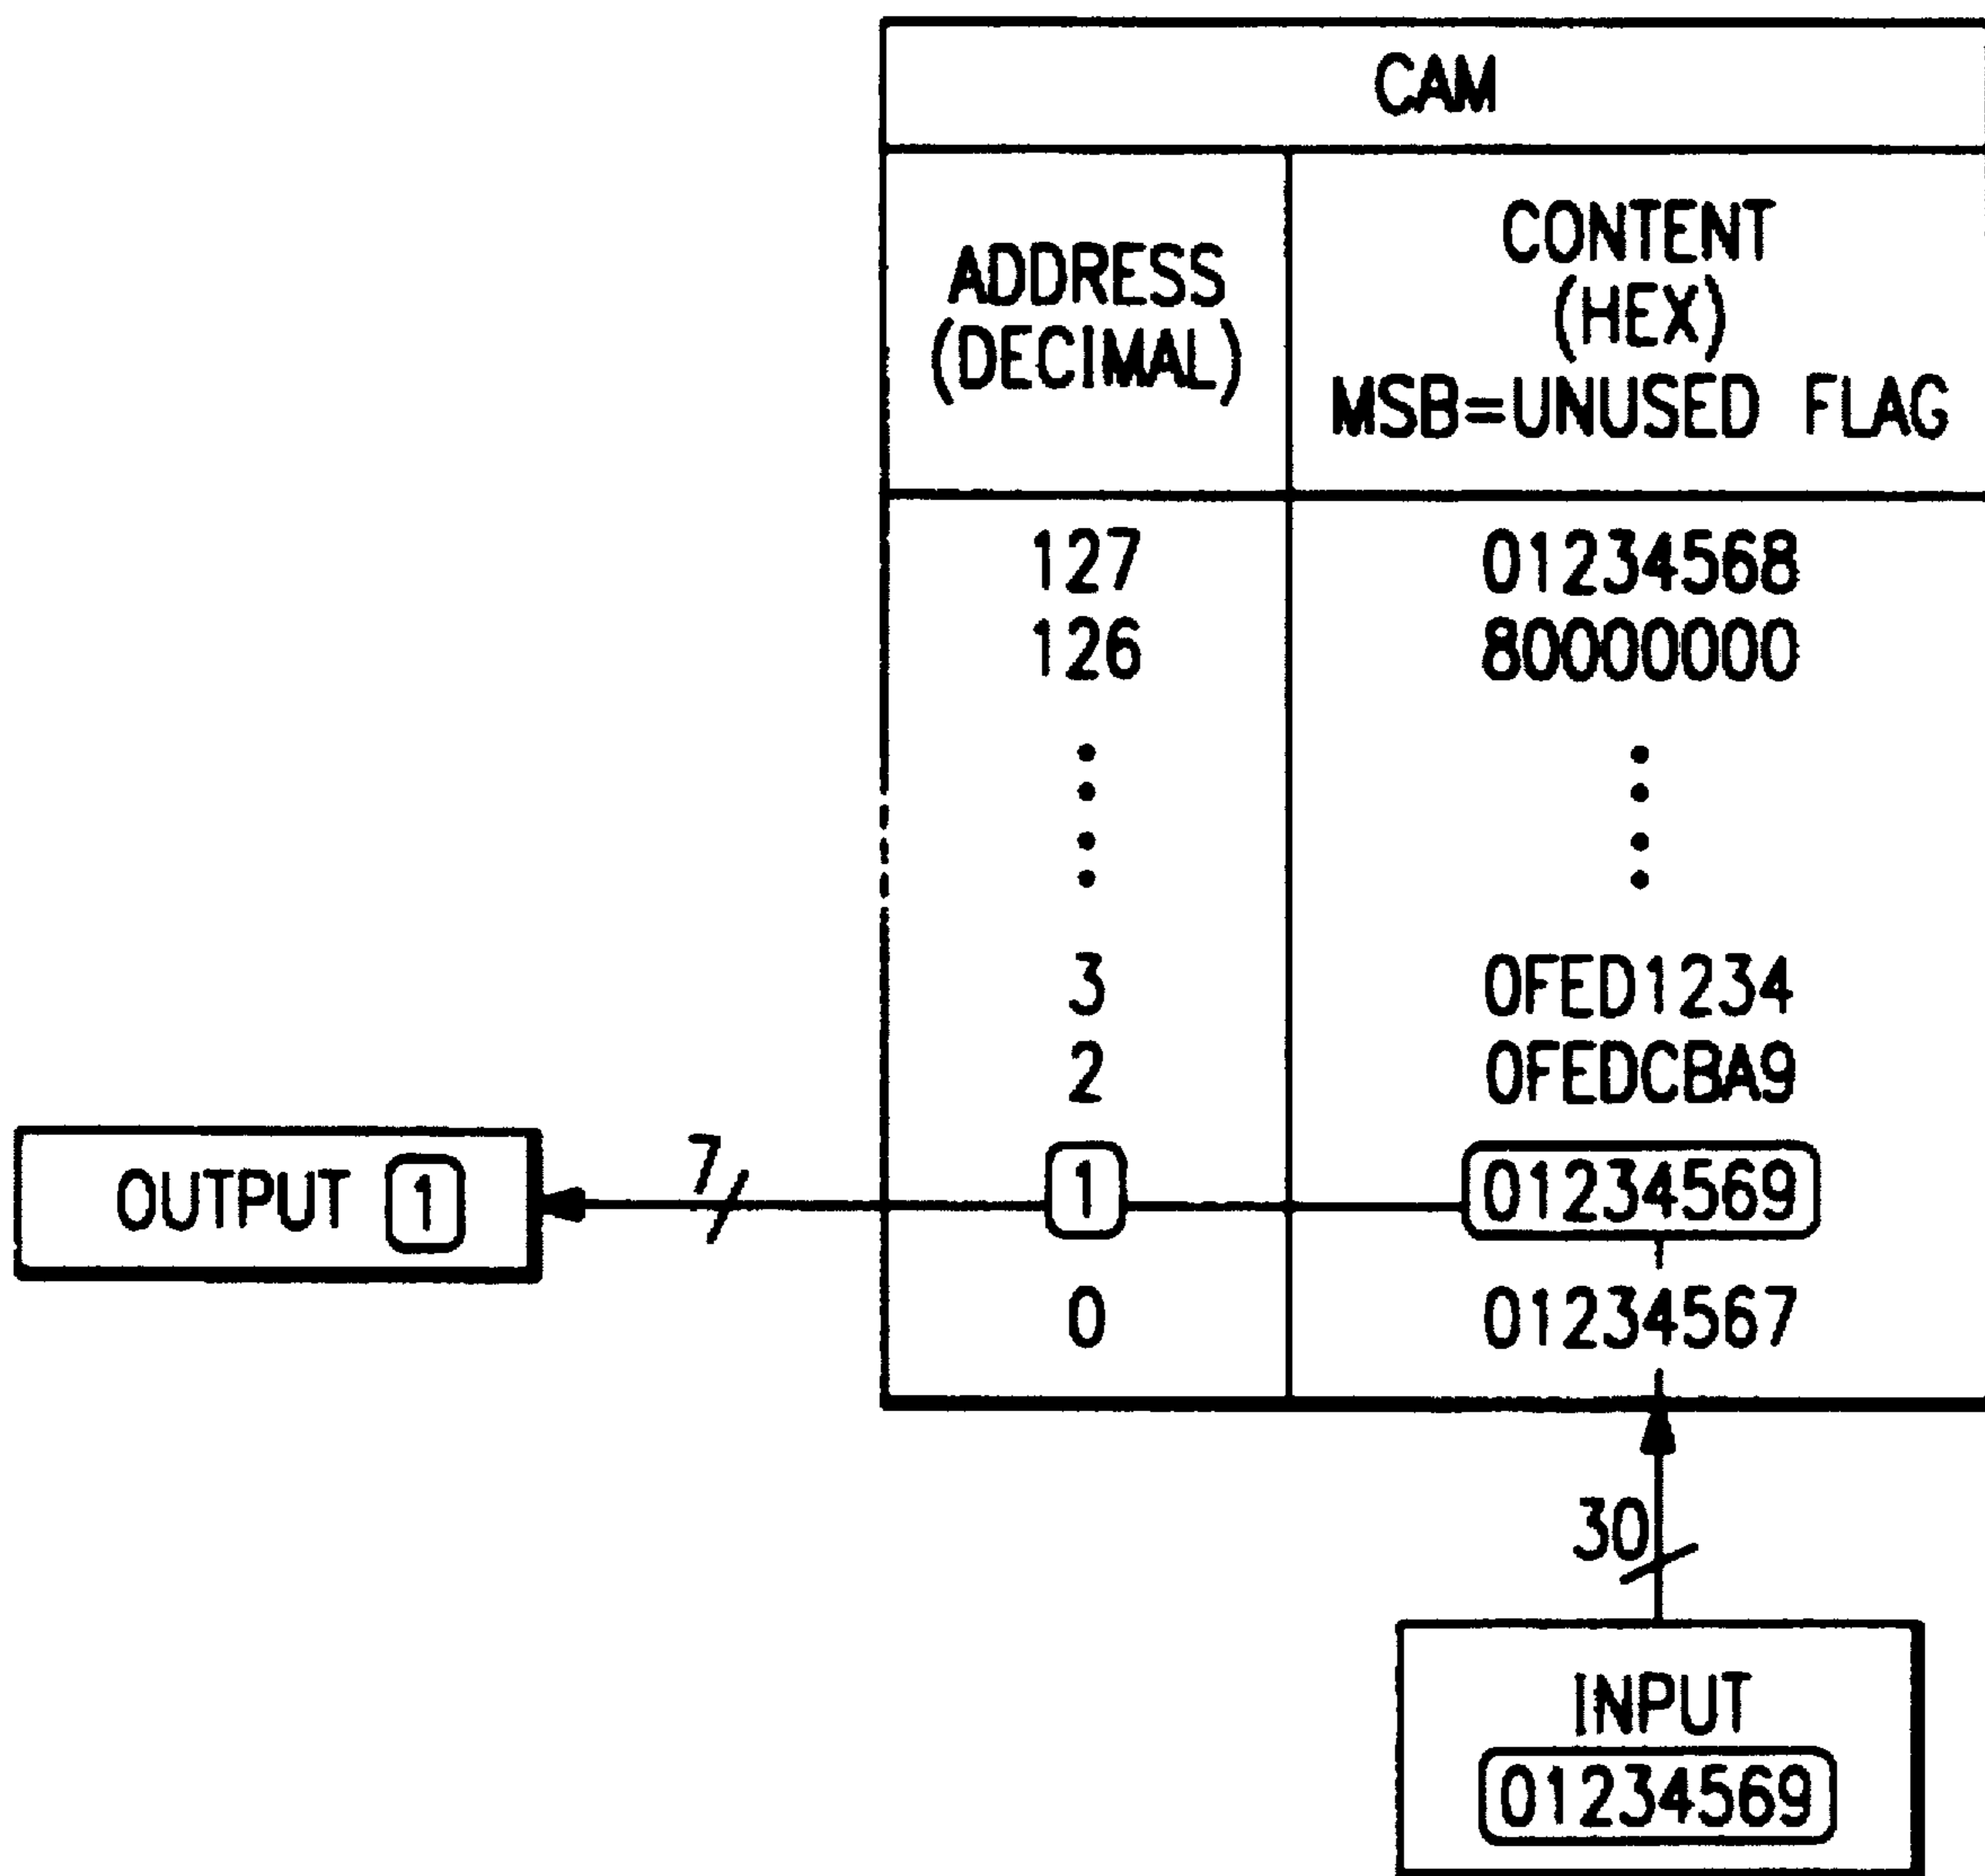 CAM
ADDRESS
(DECIMAL)
CONTENT
(HEX)
MSB=UNUSED FLAG
127 01234568
126 80000000
3 0FED1234
2 0FEDCBA9
OUTPUT 1
7
1 01234569
0 01234567
30
INPUT
01234569